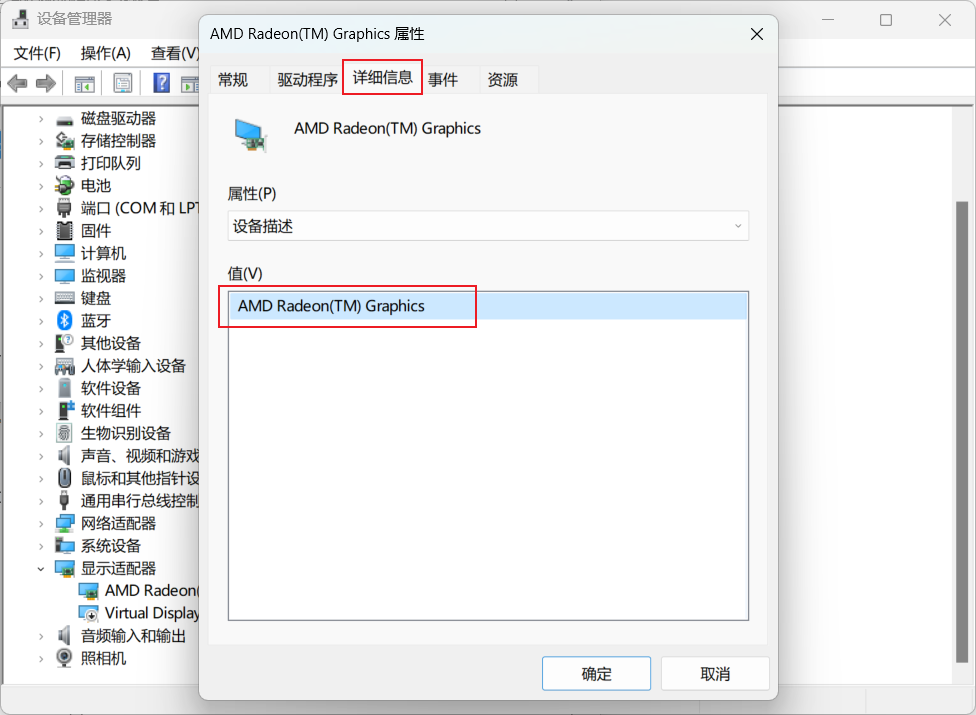 设备管理器
文件(F) 操作(A) 查看(V)
磁盘驱动器
存储控制器
打印队列
电池
端口 (COM 和 LPT
固件
计算机
监视器
键盘
蓝牙
其他设备
人体学输入设备
软件设备
软件组件
生物识别设备
声音、视频和游戏
鼠标和其他指针设
通用串行总线控制
网络适配器
系统设备
显示适配器
AMD Radeon(
Virtual Display
音频输入和输出
照相机
AMD Radeon(TM) Graphics 属性
常规 驱动程序 详细信息 事件 资源
AMD Radeon(TM) Graphics
属性(P)
设备描述
值(V)
AMD Radeon(TM) Graphics
确定 取消